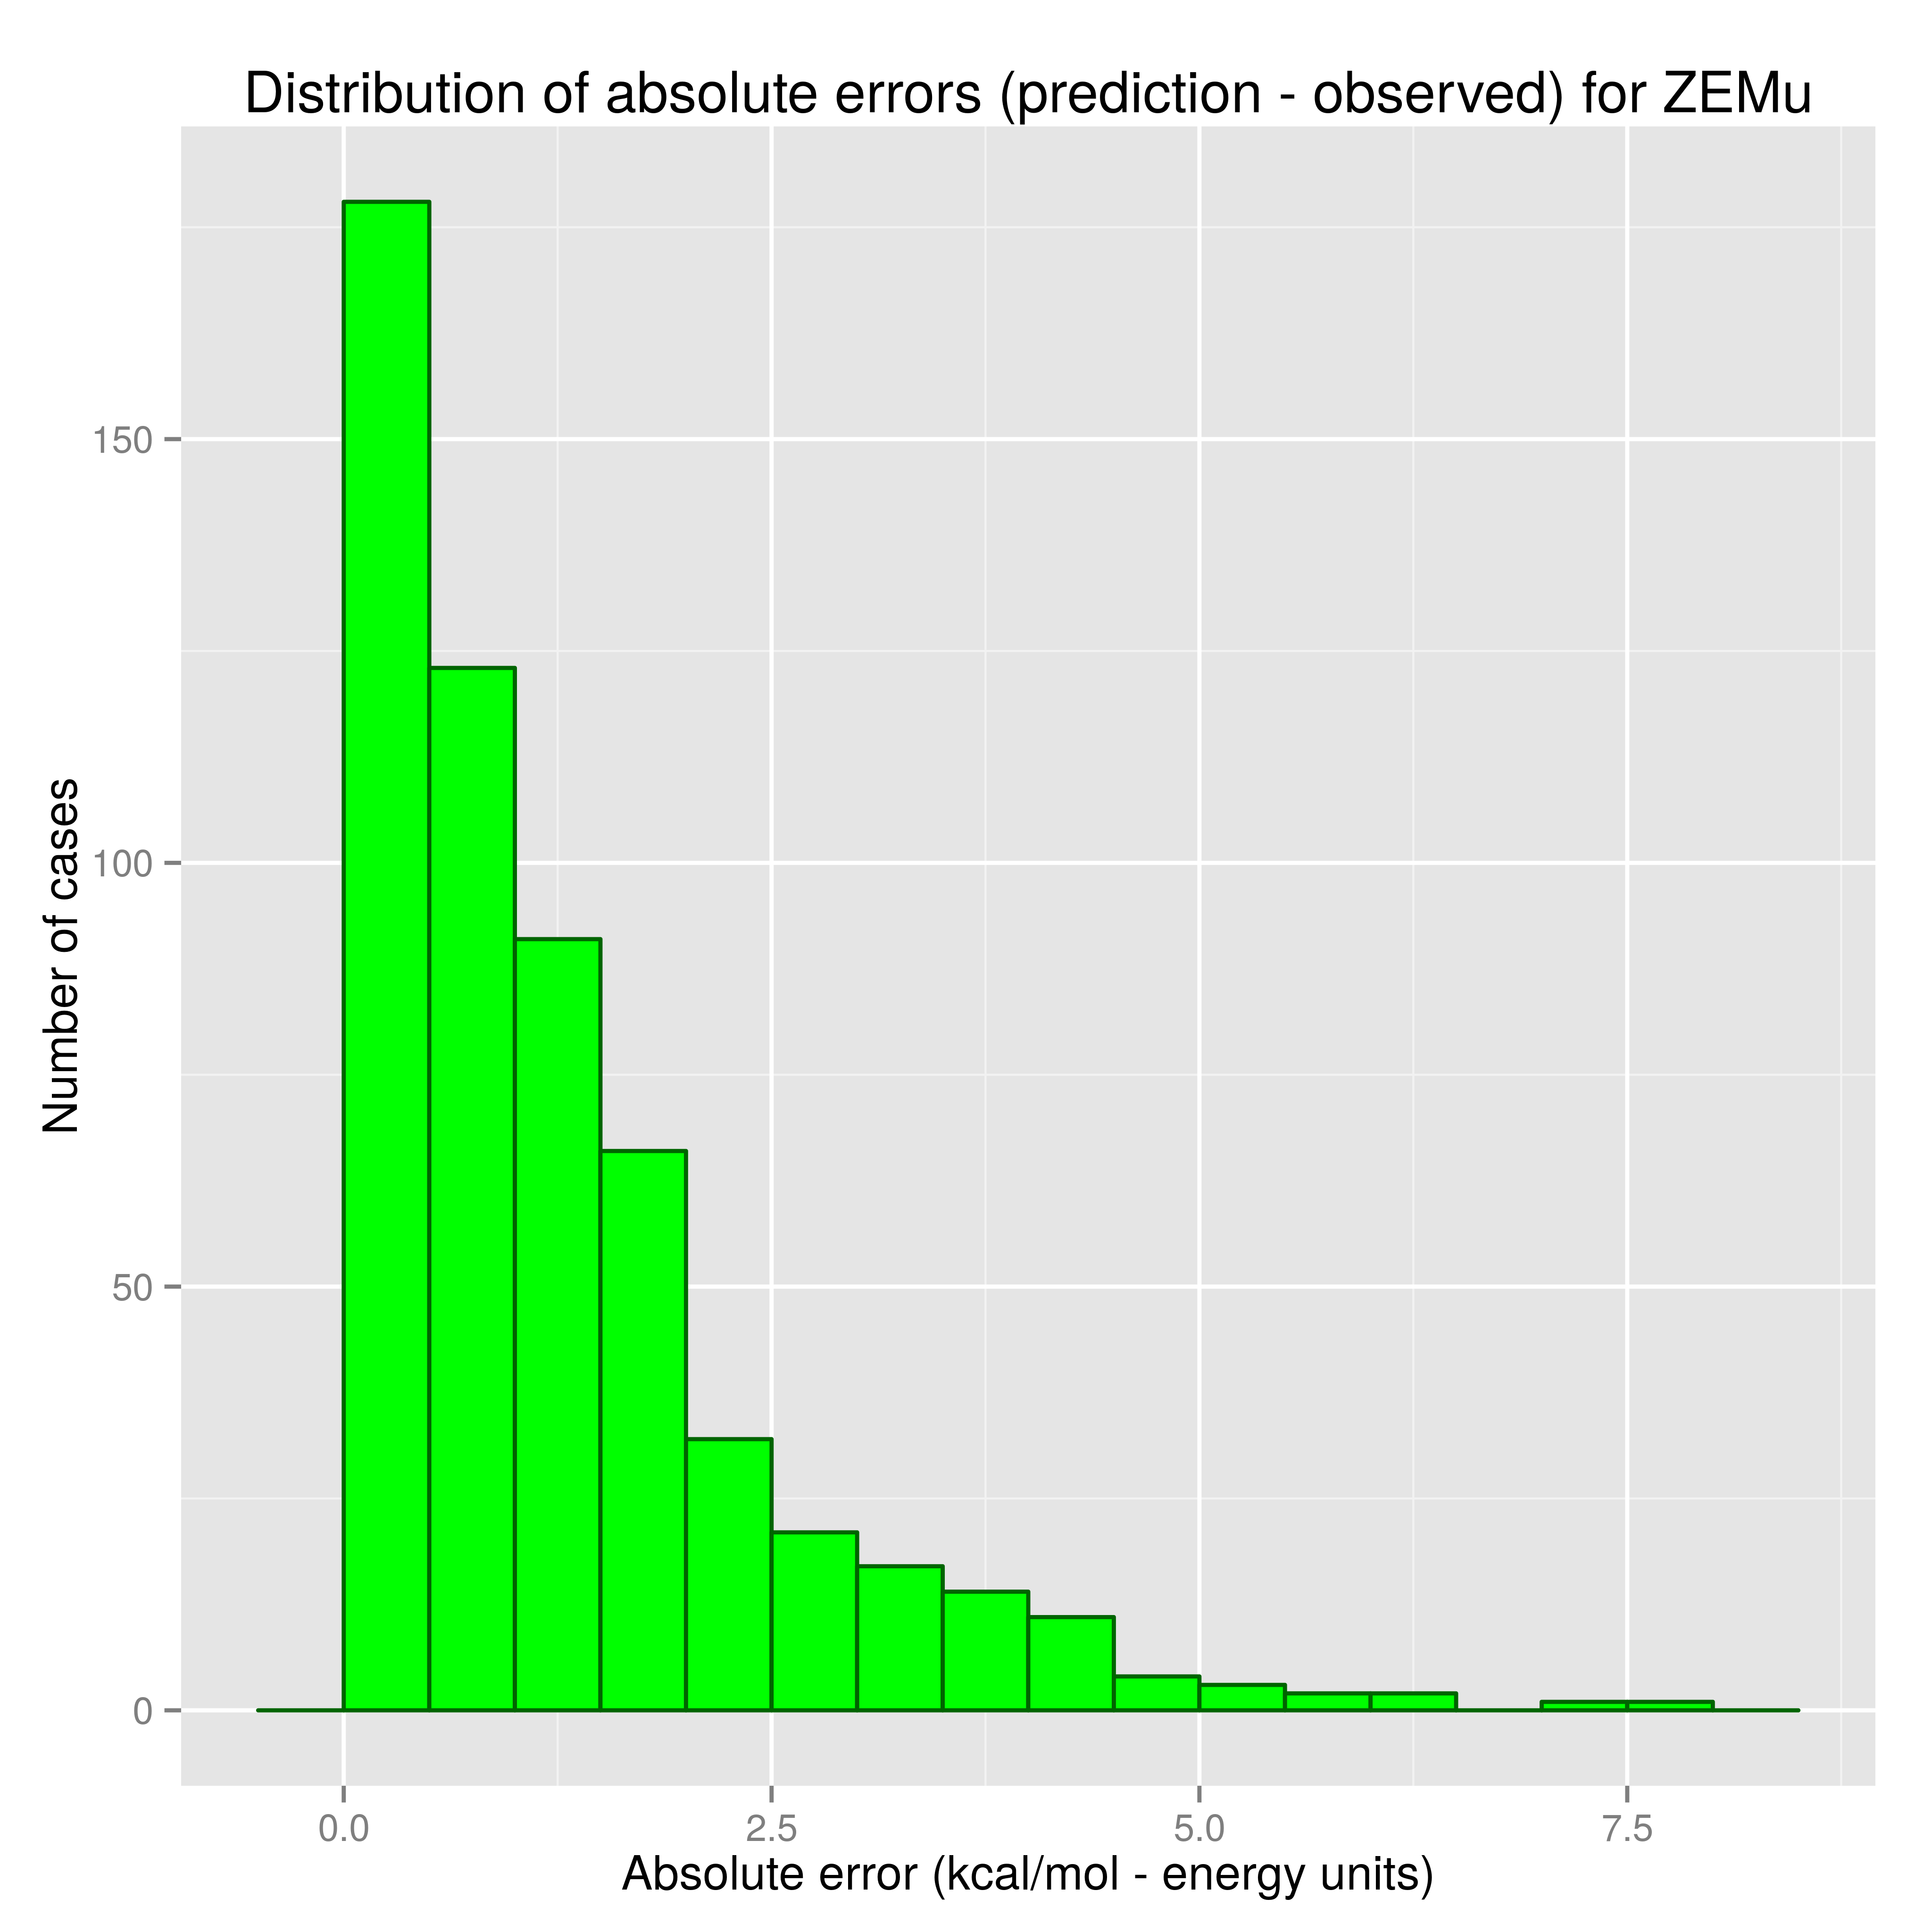 Distribution of absolute errors (prediction - observed) for ZEMu
150
100
50
0
Number of cases
0.0 2.5 5.0 7.5
Absolute error (kcal/mol - energy units)